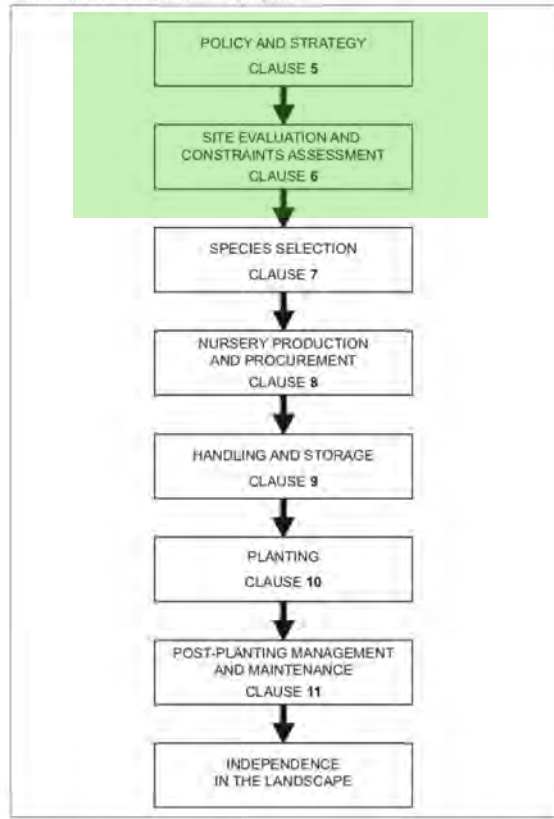 POLICY AND STRATEGY
CLAUSE 5
SITE EVALUATION AND
CONSTRAINTS ASSESSMENT
CLAUSE 6
SPECIES SELECTION
CLAUSE 7
NURSERY PRODUCTION
AND PROCUREMENT
CLAUSE 8
HANDLING AND STORAGE
CLAUSE 9
PLANTING
CLAUSE 10
POST-PLANTING MANAGEMENT
AND MAINTENANCE
CLAUSE 11
INDEPENDENCE
IN THE LANDSCAPE